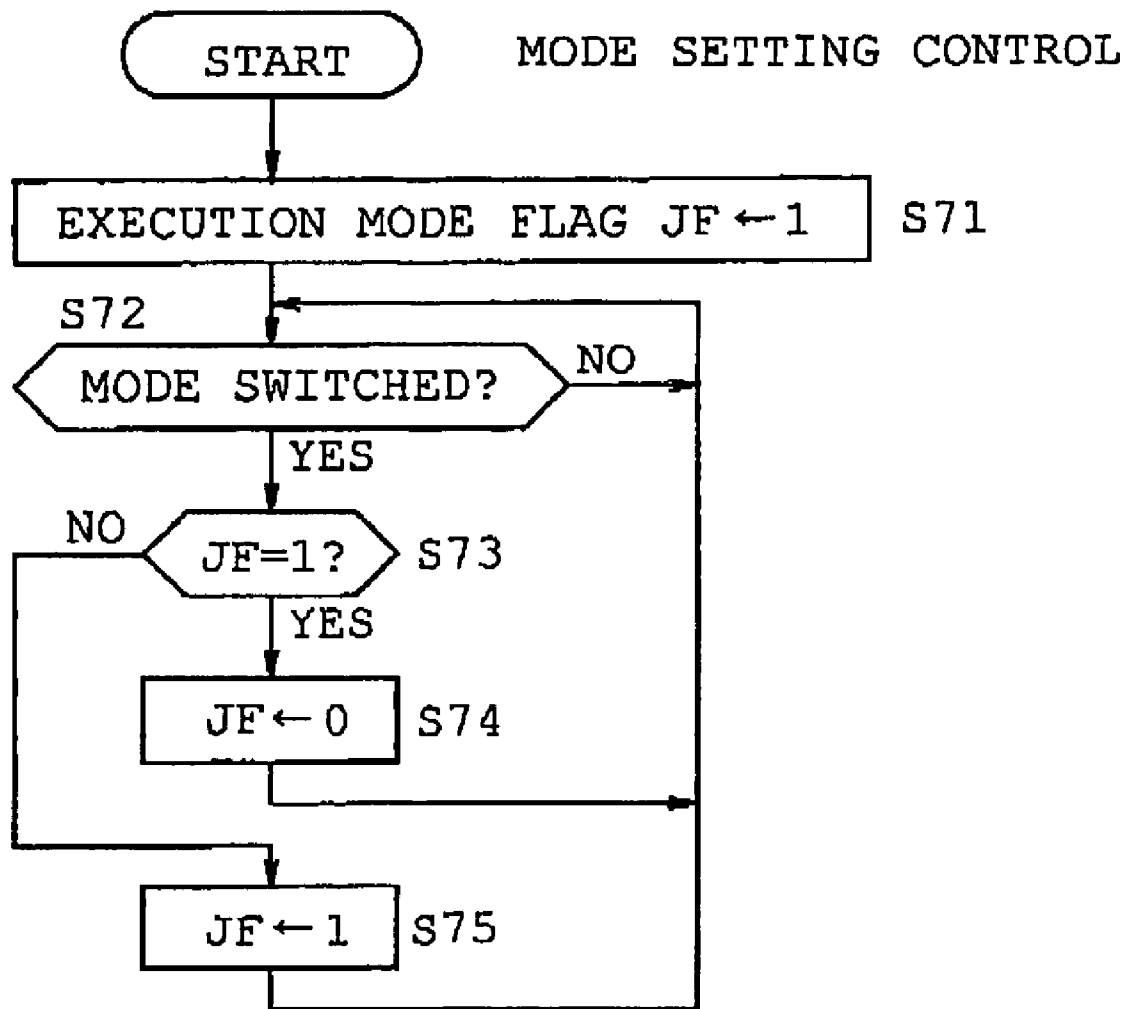 START
MODE SETTING CONTROL
EXECUTION MODE FLAG JF←1
S71
S72
MODE SWITCHED?
NO
YES
NO
JF=1?
S73
YES
JF←0
S74
JF←1
S75